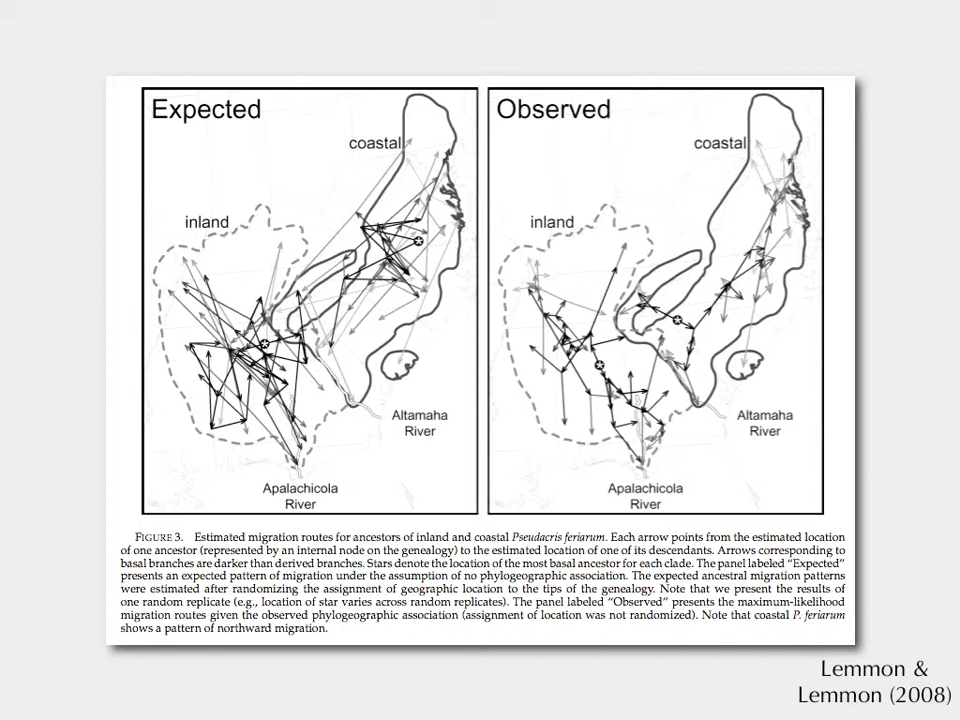 Expected
coastal
inland
Altamaha
River
Apalachicola
River
Observed
coastal
inland
Altamaha
River
Apalachicola
River
FIGURE 3. Estimated migration routes for ancestors of inland and coastal Pseudacris feriarum. Each arrow points from the estimated location
of one ancestor (represented by an internal node on the genealogy) to the estimated location of one of its descendants. Arrows corresponding to
basal branches are darker than derived branches. Stars denote the location of the most basal ancestor for each clade. The panel labeled “Expected”
presents an expected pattern of migration under the assumption of no phylogeographic association. The expected ancestral migration patterns
were estimated after randomizing the assignment of geographic location to the tips of the genealogy. Note that we present the results of
one random replicate (e.g., location of star varies across random replicates). The panel labeled “Observed” presents the maximum-likelihood
migration routes given the observed phylogeographic association (assignment of location was not randomized). Note that coastal P. feriarum
shows a pattern of northward migration.
Lemmon &
Lemmon (2008)